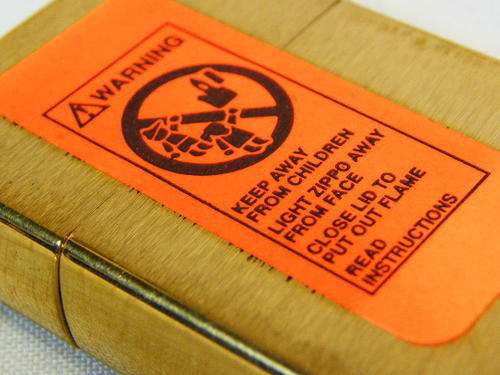 WARNING
KEEP AWAY
FROM CHILDREN
LIGHT ZIPPO AWAY
FROM FACE
CLOSE LID TO
PUT OUT FLAME
READ
INSTRUCTIONS